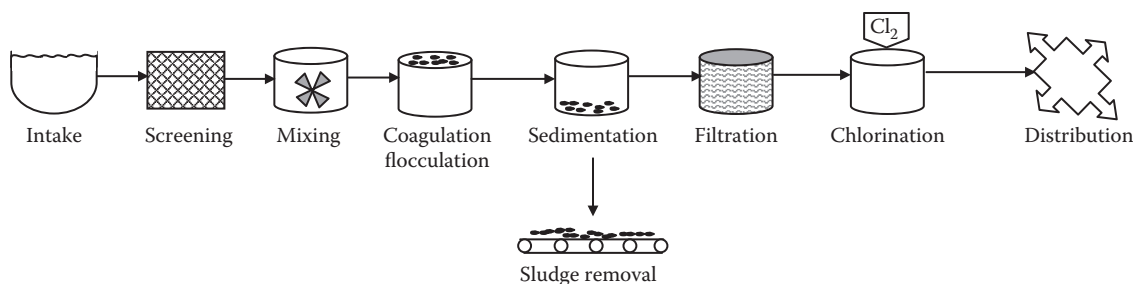 Cl₂
Intake
Screening
Mixing
Coagulation
flocculation
Sedimentation
Filtration
Chlorination
Distribution
Sludge removal